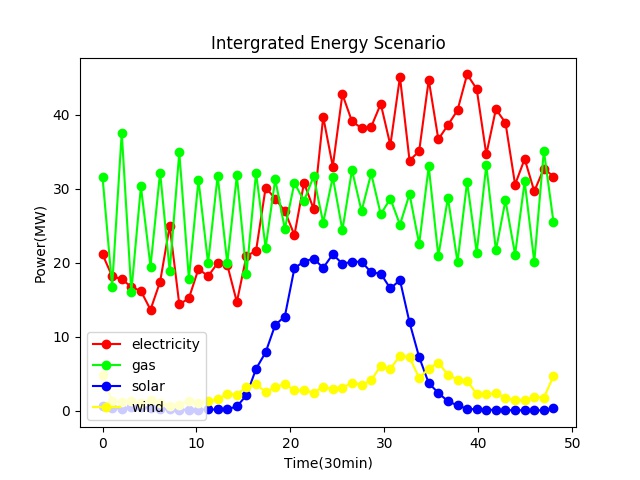 Intergrated Energy Scenario
Power(MW)
40
30
20
10
0
electricity
gas
solar
wind
0 10 20 30 40 50
Time(30min)